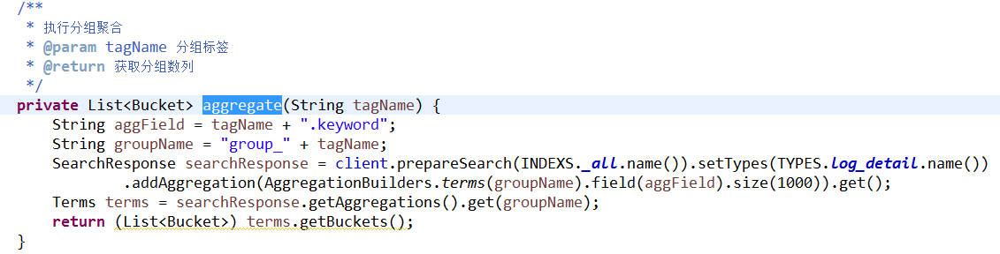 /**
 * 执行分组聚合
 * @param tagName 分组标签
 * @return 获取分组数列
 */
private List<Bucket> aggregate(String tagName) {
    String aggField = tagName + ".keyword";
    String groupName = "group_" + tagName;
    SearchResponse searchResponse = client.prepareSearch(INDEXS._all.name()).setTypes(TYPES.log_detail.name())
            .addAggregation(AggregationBuilders.terms(groupName).field(aggField).size(1000)).get();
    Terms terms = searchResponse.getAggregations().get(groupName);
    return (List<Bucket>) terms.getBuckets();
}